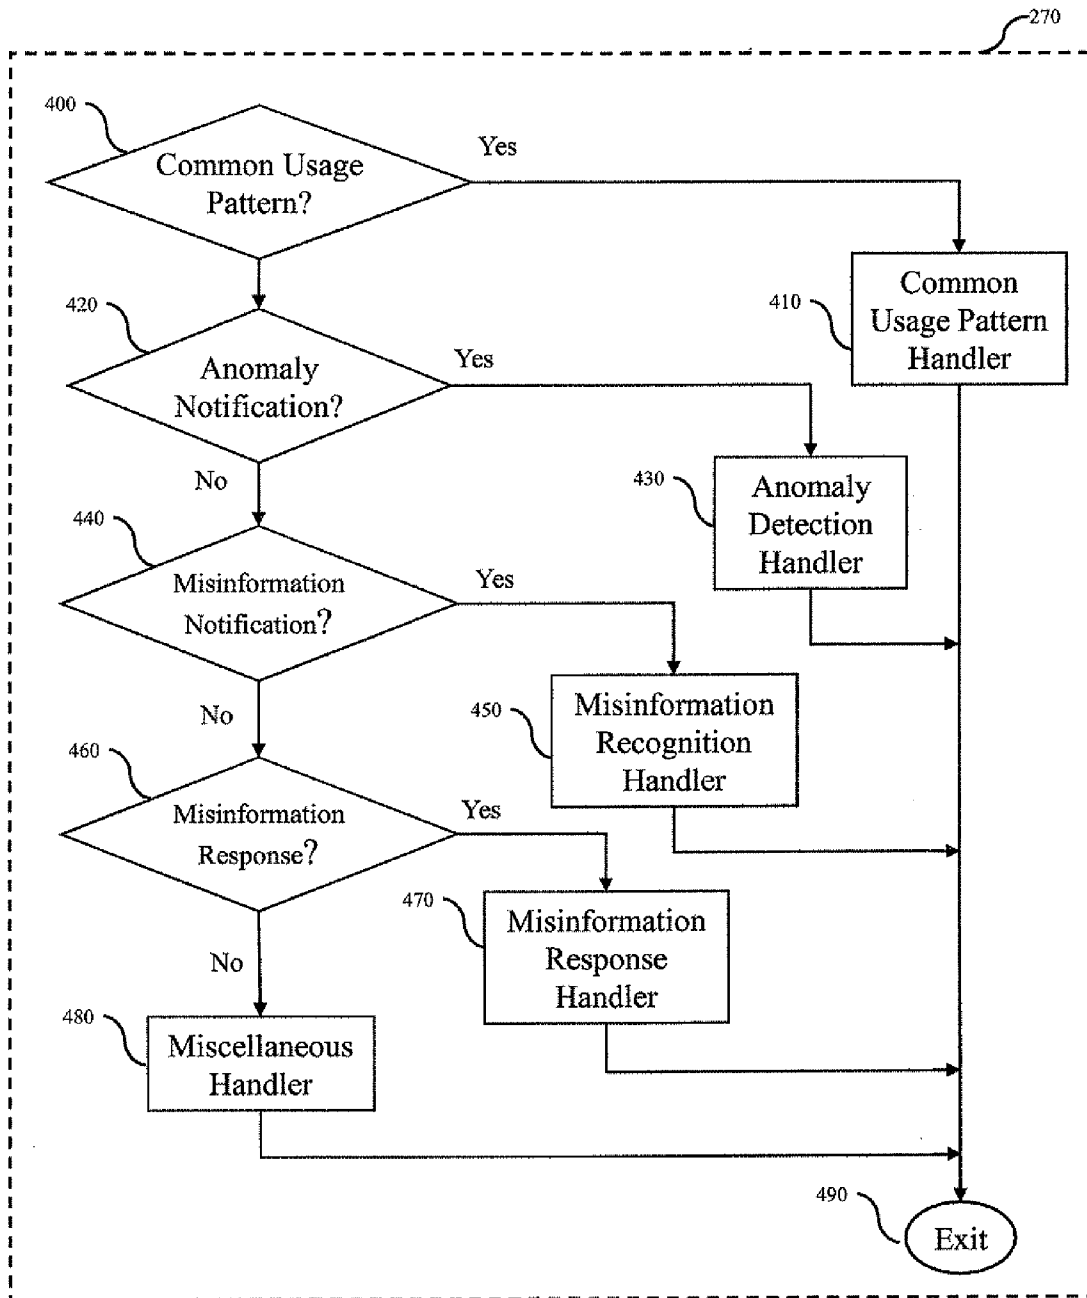 270
400
Common Usage
Pattern?
Yes
410
Common
Usage Pattern
Handler
420
Anomaly
Notification?
Yes
No
430
Anomaly
Detection
Handler
440
Misinformation
Notification?
Yes
No
450
Misinformation
Recognition
Handler
460
Misinformation
Response?
Yes
No
470
Misinformation
Response
Handler
480
Miscellaneous
Handler
490
Exit